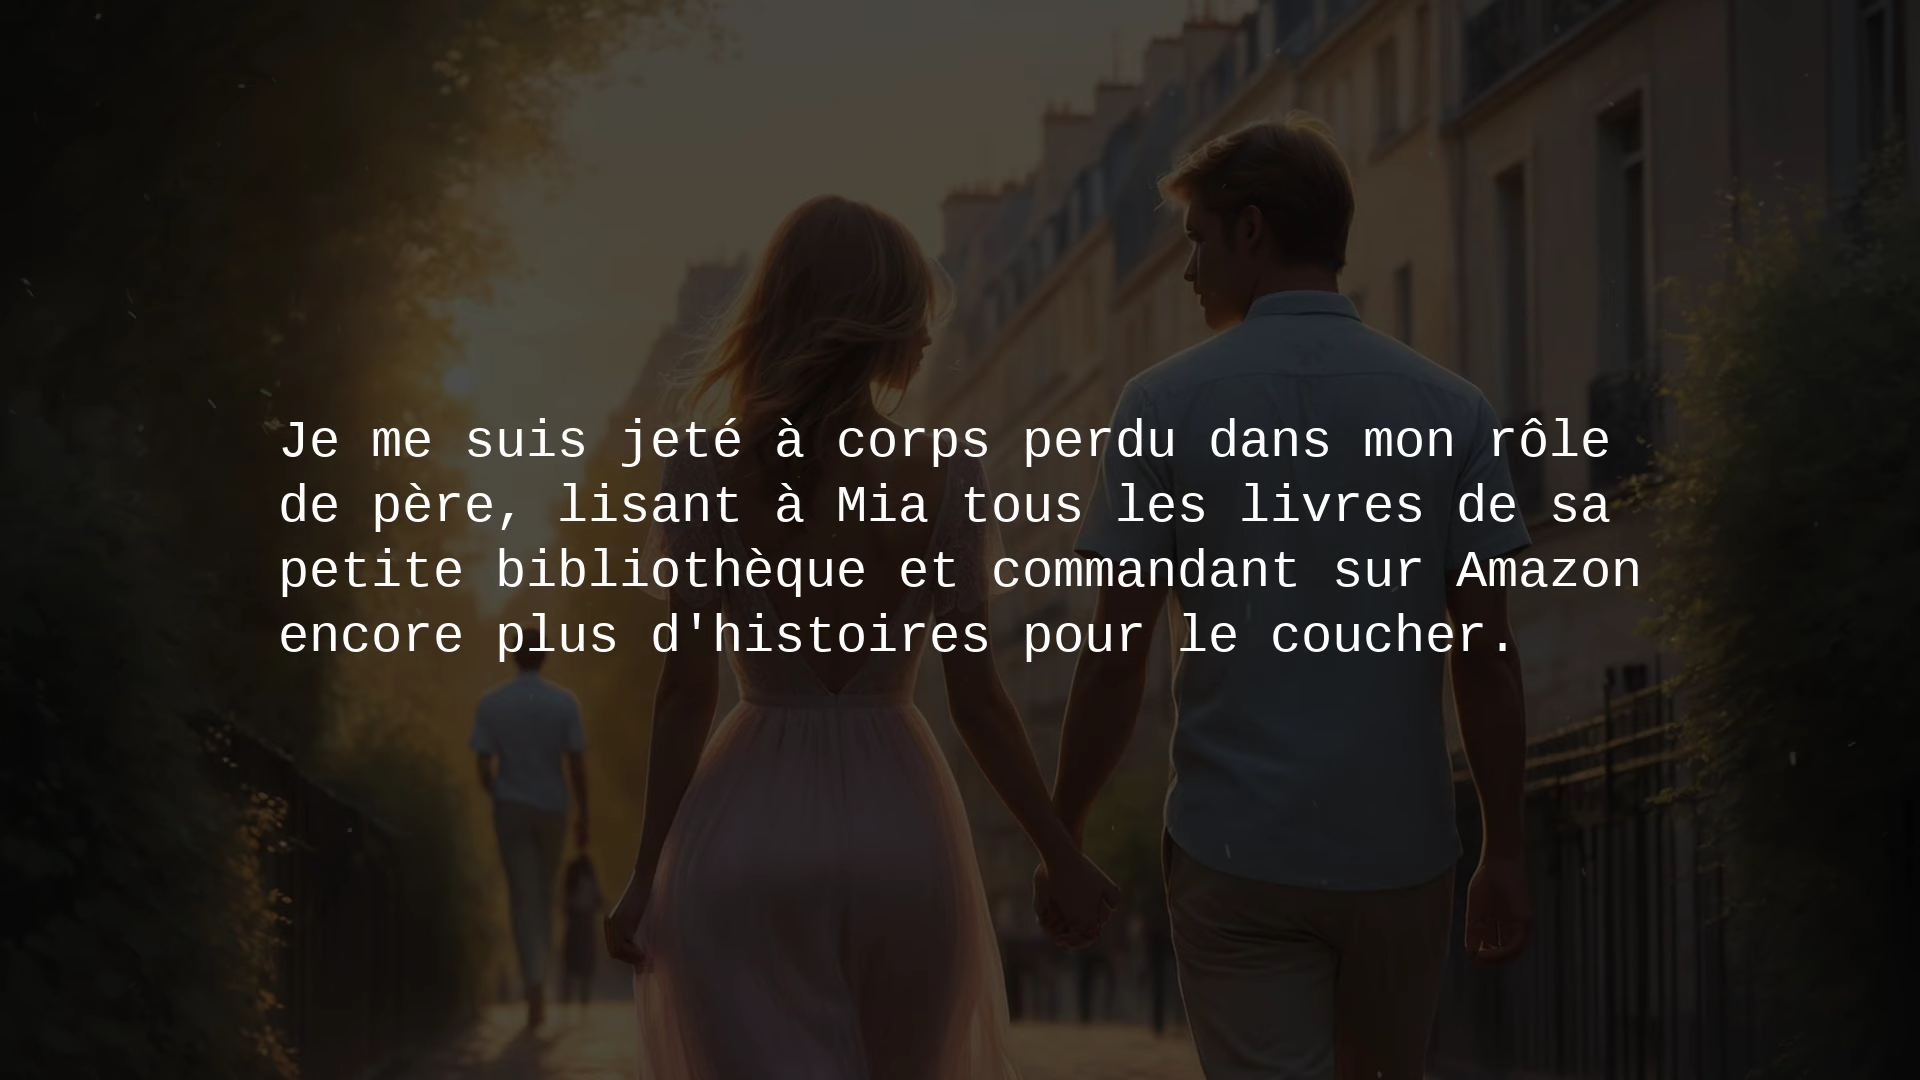 Je me suis jeté à corps perdu dans mon rôle
de père, lisant à Mia tous les livres de sa
petite bibliothèque et commandant sur Amazon
encore plus d'histoires pour le coucher.